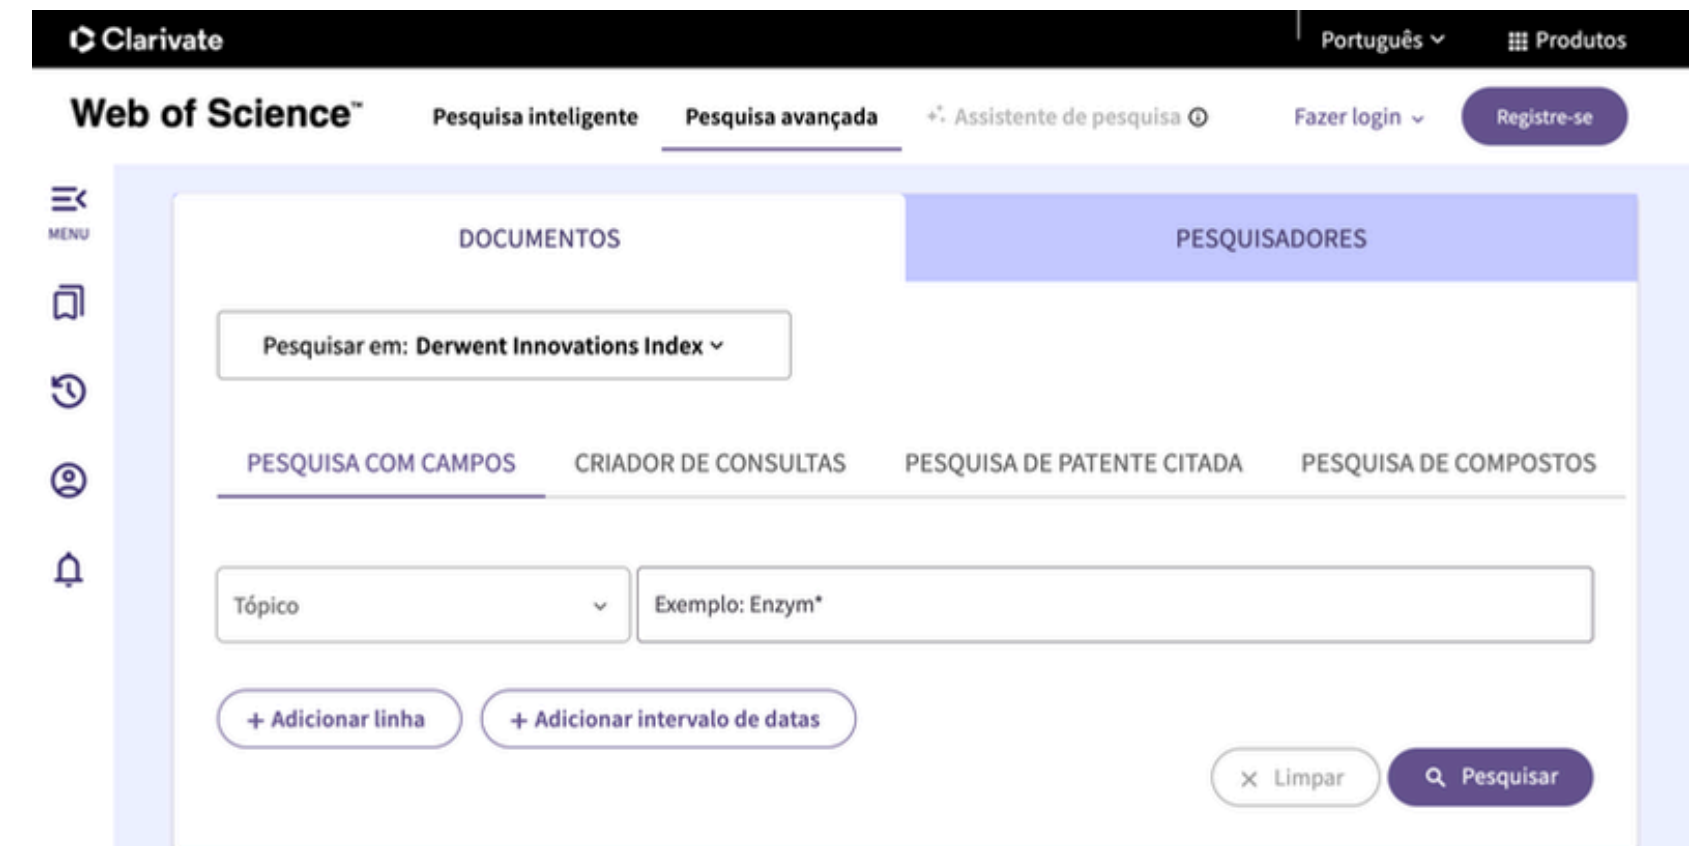 Clarivate
Português
Produtos
Web of Science™
Pesquisa inteligente
Pesquisa avançada
Assistente de pesquisa
Fazer login
Registre-se
MENU
DOCUMENTOS
PESQUISADORES
Pesquisar em: Derwent Innovations Index
PESQUISA COM CAMPOS
CRIADOR DE CONSULTAS
PESQUISA DE PATENTE CITADA
PESQUISA DE COMPOSTOS
Tópico
Exemplo: Enzym*
+ Adicionar linha
+ Adicionar intervalo de datas
Limpar
Pesquisar